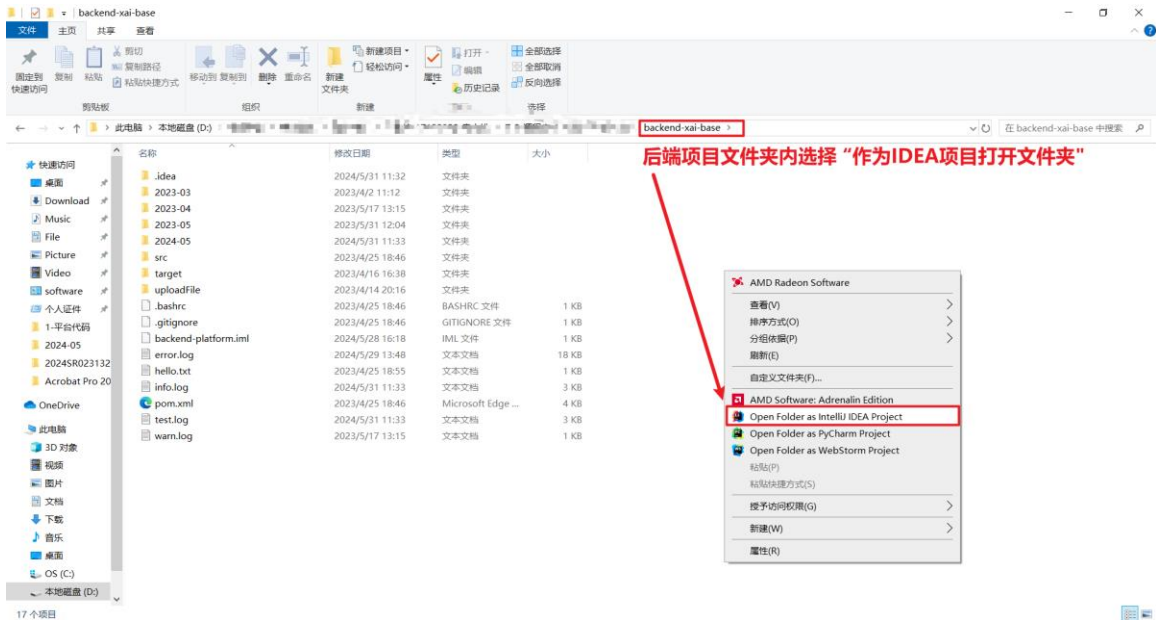 backend-xai-base
文件 主页 共享 查看
固定到快速访问 复制 粘贴 剪切 复制路径 粘贴快捷方式 移动到 复制到 删除 重命名 新建文件夹 新建项目 轻松访问 属性 打开 编辑 历史记录 全部选择 全部取消 反向选择
剪贴板 组织 新建 选择
此电脑 > 本地磁盘 (D:) backend-xai-base > 在 backend-xai-base 中搜索
后端项目文件夹内选择 “作为IDEA项目打开文件夹"
名称 修改日期 类型 大小
.idea 2024/5/31 11:32 文件夹
2023-03 2023/4/2 11:12 文件夹
2023-04 2023/5/17 13:15 文件夹
2023-05 2023/5/31 12:04 文件夹
2024-05 2024/5/31 11:33 文件夹
src 2023/4/25 18:46 文件夹
target 2023/4/16 16:38 文件夹
uploadFile 2023/4/14 20:16 文件夹
.bashrc 2023/4/25 18:46 BASHRC 文件 1 KB
.gitignore 2023/4/25 18:46 GITIGNORE 文件 1 KB
backend-platform.iml 2024/5/28 16:18 IML 文件 1 KB
error.log 2024/5/29 13:48 文本文档 18 KB
hello.txt 2023/4/25 18:55 文本文档 1 KB
info.log 2024/5/31 11:33 文本文档 3 KB
pom.xml 2023/4/25 18:46 Microsoft Edge ... 4 KB
test.log 2024/5/31 11:33 文本文档 3 KB
warn.log 2023/5/17 13:15 文本文档 1 KB
快速访问
桌面
Download
Music
File
Picture
Video
software
个人证件
1-平台代码
2024-05
2024SR023132
Acrobat Pro 20
OneDrive
此电脑
3D 对象
视频
图片
文档
下载
音乐
桌面
OS (C:)
本地磁盘 (D:)
AMD Radeon Software
查看(V)
排序方式(O)
分组依据(P)
刷新(E)
自定义文件夹(F)...
AMD Software: Adrenalin Edition
Open Folder as IntelliJ IDEA Project
Open Folder as PyCharm Project
Open Folder as WebStorm Project
粘贴(P)
粘贴快捷方式(S)
授予访问权限(G)
新建(W)
属性(R)
17 个项目